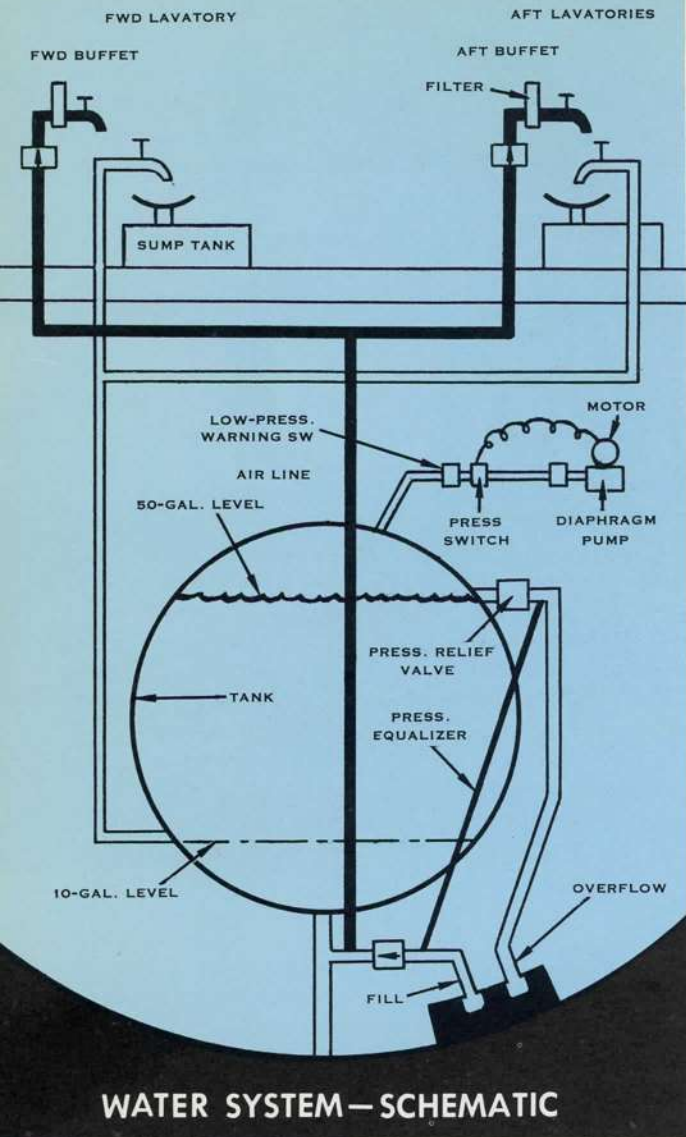 FWD LAVATORY
AFT LAVATORIES
FWD BUFFET
AFT BUFFET
FILTER
SUMP TANK
MOTOR
LOW-PRESS.
WARNING SW
AIR LINE
50-GAL. LEVEL
PRESS
SWITCH
DIAPHRAGM
PUMP
PRESS. RELIEF
VALVE
TANK
PRESS.
EQUALIZER
10-GAL. LEVEL
OVERFLOW
FILL
WATER SYSTEM—SCHEMATIC